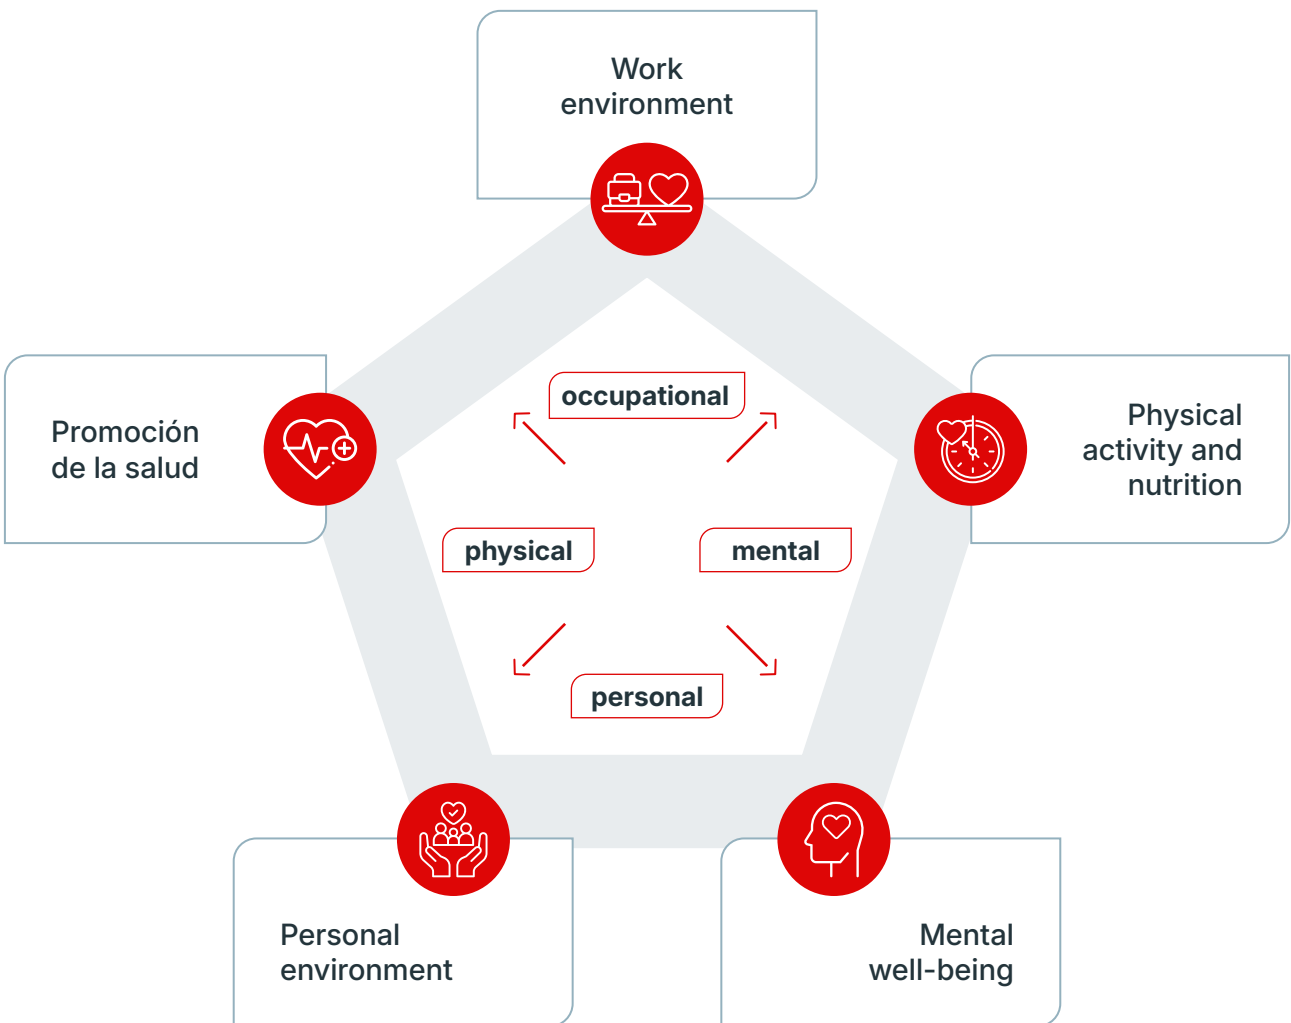 Work
environment
Promoción
de la salud
Physical
activity and
nutrition
occupational
physical
mental
personal
Personal
environment
Mental
well-being